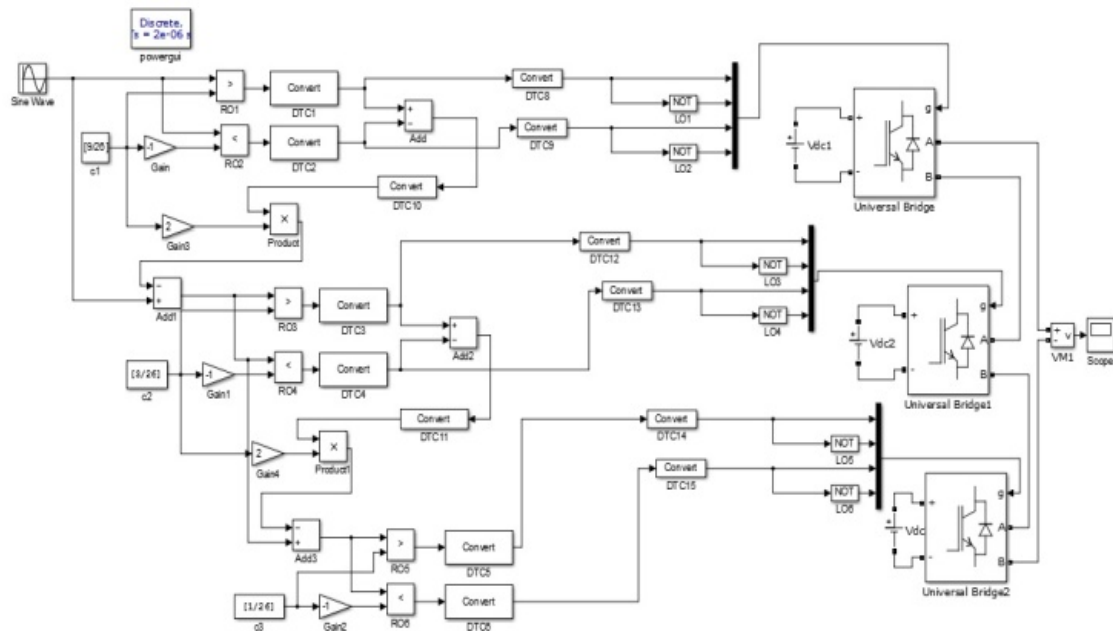 Discrete,
s = 2e-06 s
powergui
Sine Wave
>
RO1
Convert
DTC1
Convert
DTC8
NOT
LO1
+
−
Add
[9/26]
c1
-1
Gain
<
RO2
Convert
DTC2
Convert
DTC9
NOT
LO2
Convert
DTC10
2
Gain3
×
Product
+
-
Vdc1
g
A
B
Universal Bridge
−
+
Add1
>
RO3
Convert
DTC3
Convert
DTC12
NOT
LO3
Convert
DTC13
NOT
LO4
+
−
Add2
[3/26]
c2
-1
Gain1
<
RO4
Convert
DTC4
Convert
DTC11
2
Gain4
×
Product1
+
-
Vdc2
g
A
B
Universal Bridge1
+
-
v
VM1
Scope
−
+
Add3
>
RO5
Convert
DTC5
Convert
DTC14
NOT
LO5
Convert
DTC15
NOT
LO6
[1/26]
c3
-1
Gain2
<
RO6
Convert
DTC6
+
-
Vdc
g
A
B
Universal Bridge2